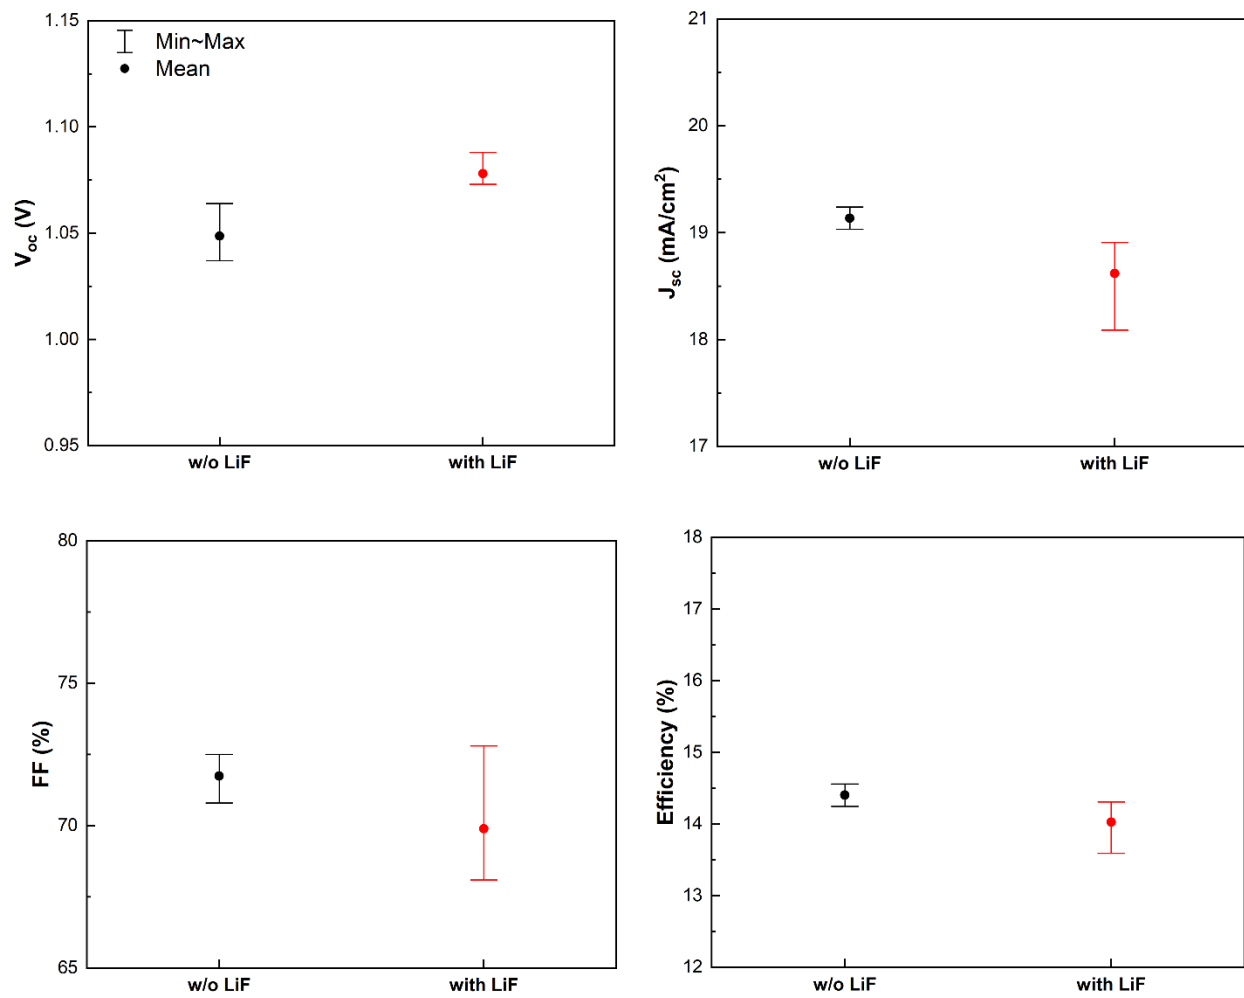 1.15
1.10
1.05
1.00
0.95
V_oc (V)
Min~Max
Mean
w/o LiF
with LiF
21
20
19
18
17
J_sc (mA/cm²)
w/o LiF
with LiF
80
75
70
65
FF (%)
w/o LiF
with LiF
18
17
16
15
14
13
12
Efficiency (%)
w/o LiF
with LiF